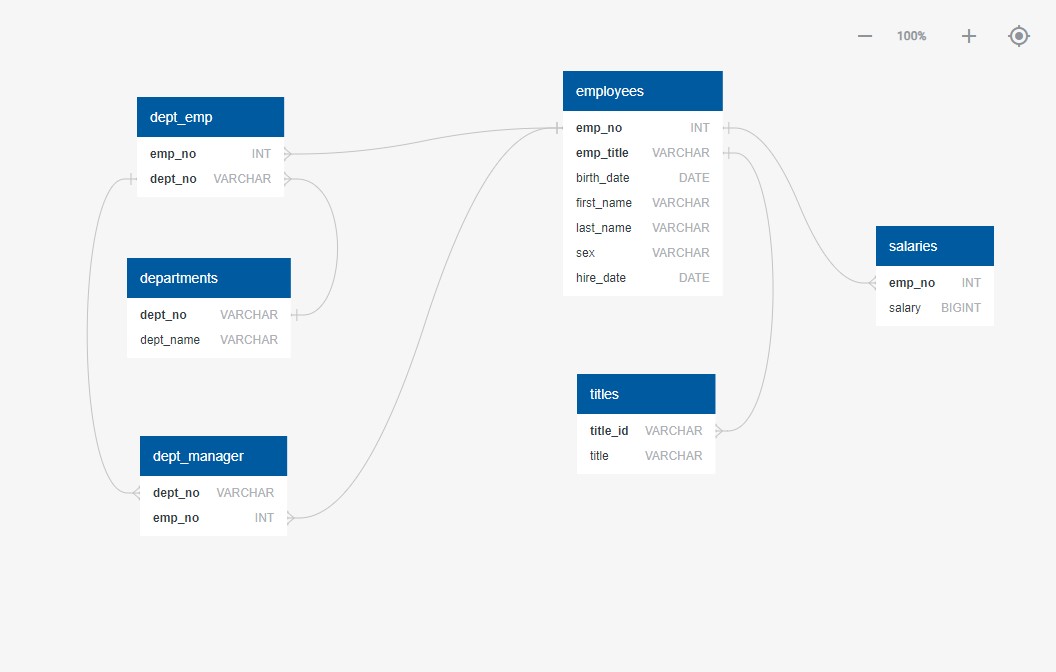 100%
dept_emp
emp_no INT
dept_no VARCHAR
departments
dept_no VARCHAR
dept_name VARCHAR
dept_manager
dept_no VARCHAR
emp_no INT
employees
emp_no INT
emp_title VARCHAR
birth_date DATE
first_name VARCHAR
last_name VARCHAR
sex VARCHAR
hire_date DATE
titles
title_id VARCHAR
title VARCHAR
salaries
emp_no INT
salary BIGINT